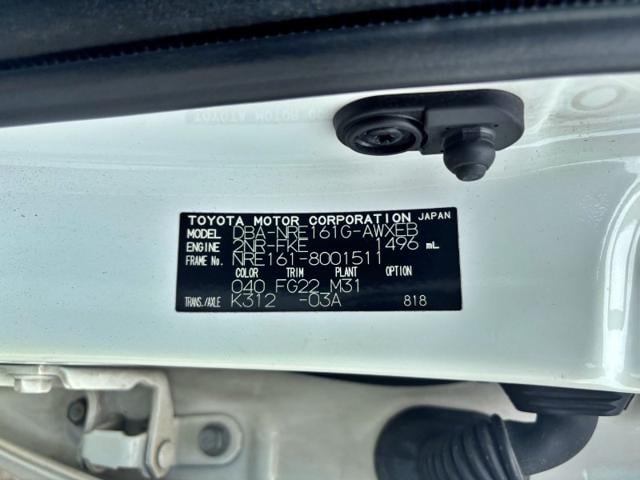 TOYOTA MOTOR CORPORATION JAPAN
MODEL DBA-NRE161G-AWXEB
ENGINE 2NR-FKE 1496 mL
FRAME No. NRE161-8001511
COLOR TRIM PLANT OPTION
040 FG22 M31
TRANS./AXLE K312 -03A 818